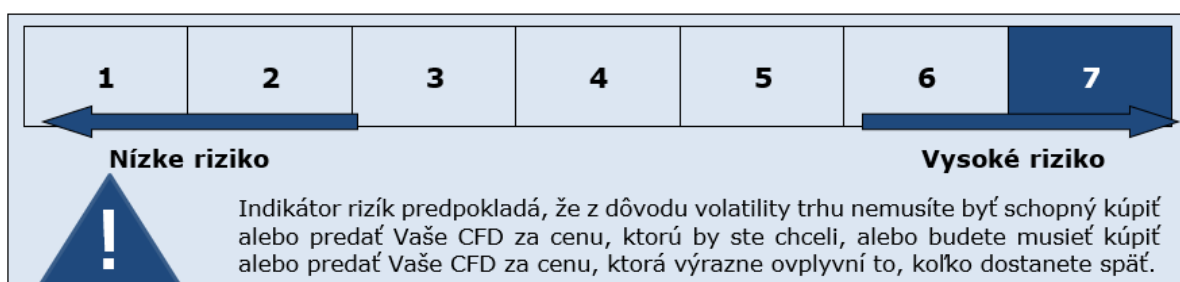 1 2 3 4 5 6 7
Nízke riziko Vysoké riziko
!
Indikátor rizík predpokladá, že z dôvodu volatility trhu nemusíte byť schopný kúpiť
alebo predať Vaše CFD za cenu, ktorú by ste chceli, alebo budete musieť kúpiť
alebo predať Vaše CFD za cenu, ktorá výrazne ovplyvní to, koľko dostanete späť.